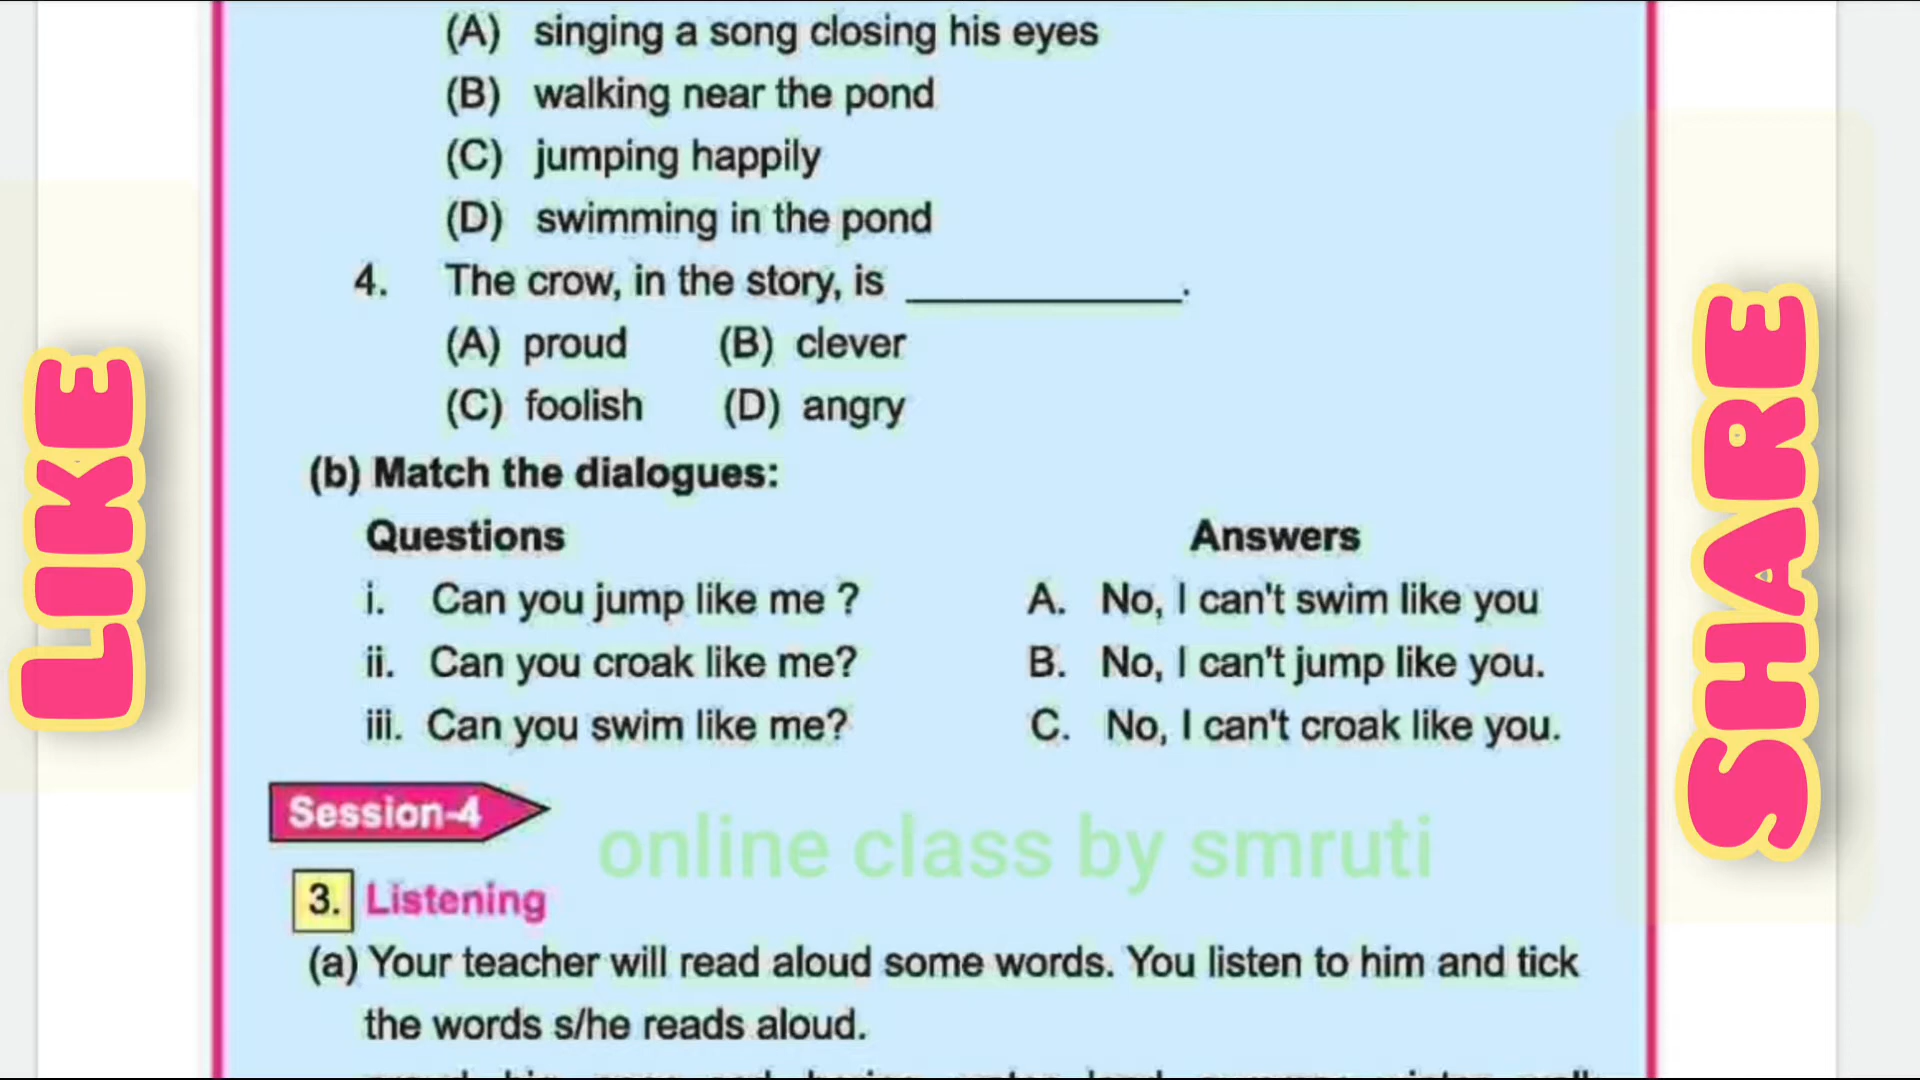 (A) singing a song closing his eyes
(B) walking near the pond
(C) jumping happily
(D) swimming in the pond
4. The crow, in the story, is ____________.
(A) proud (B) clever
(C) foolish (D) angry
(b) Match the dialogues:
Questions Answers
i. Can you jump like me ? A. No, I can't swim like you
ii. Can you croak like me? B. No, I can't jump like you.
iii. Can you swim like me? C. No, I can't croak like you.
Session-4
online class by smruti
3. Listening
(a) Your teacher will read aloud some words. You listen to him and tick
the words s/he reads aloud.
LIKE
SHARE